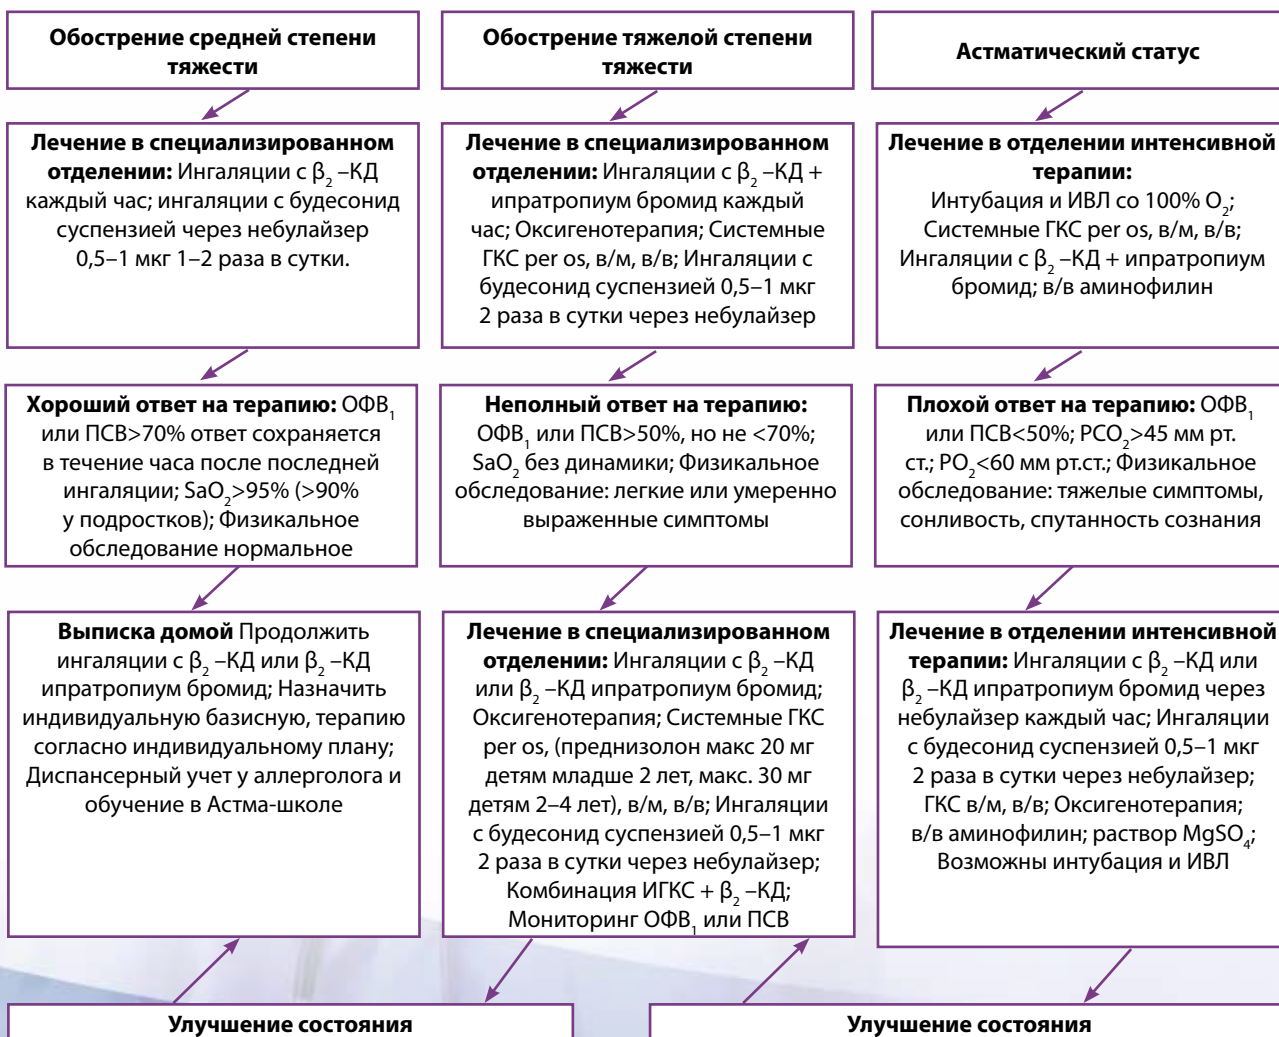 Обострение средней степени
тяжести
Обострение тяжелой степени
тяжести
Астматический статус
Лечение в специализированном
отделении: Ингаляции с β₂ –КД
каждый час; ингаляции с будесонид
суспензией через небулайзер
0,5–1 мкг 1–2 раза в сутки.
Лечение в специализированном
отделении: Ингаляции с β₂ –КД +
ипратропиум бромид каждый
час; Оксигенотерапия; Системные
ГКС per os, в/м, в/в; Ингаляции с
будесонид суспензией 0,5–1 мкг
2 раза в сутки через небулайзер
Лечение в отделении интенсивной
терапии:
Интубация и ИВЛ со 100% O₂;
Системные ГКС per os, в/м, в/в;
Ингаляции с β₂ –КД + ипратропиум
бромид; в/в аминофилин
Хороший ответ на терапию: ОФВ₁
или ПСВ>70% ответ сохраняется
в течение часа после последней
ингаляции; SaO₂>95% (>90%
у подростков); Физикальное
обследование нормальное
Неполный ответ на терапию:
ОФВ₁ или ПСВ>50%, но не <70%;
SaO₂ без динамики; Физикальное
обследование: легкие или умеренно
выраженные симптомы
Плохой ответ на терапию: ОФВ₁
или ПСВ<50%; PCO₂>45 мм рт.
ст.; PO₂<60 мм рт.ст.; Физикальное
обследование: тяжелые симптомы,
сонливость, спутанность сознания
Выписка домой Продолжить
ингаляции с β₂ –КД или β₂ –КД
ипратропиум бромид; Назначить
индивидуальную базисную, терапию
согласно индивидуальному плану;
Диспансерный учет у аллерголога и
обучение в Астма-школе
Лечение в специализированном
отделении: Ингаляции с β₂ –КД
или β₂ –КД ипратропиум бромид;
Оксигенотерапия; Системные ГКС
per os, (преднизолон макс 20 мг
детям младше 2 лет, макс. 30 мг
детям 2–4 лет), в/м, в/в; Ингаляции
с будесонид суспензией 0,5–1 мкг
2 раза в сутки через небулайзер;
Комбинация ИГКС + β₂ –КД;
Мониторинг ОФВ₁ или ПСВ
Лечение в отделении интенсивной
терапии: Ингаляции с β₂ –КД или
β₂ –КД ипратропиум бромид через
небулайзер каждый час; Ингаляции
с будесонид суспензией 0,5–1 мкг
2 раза в сутки через небулайзер;
ГКС в/м, в/в; Оксигенотерапия;
в/в аминофилин; раствор MgSO₄;
Возможны интубация и ИВЛ
Улучшение состояния
Улучшение состояния